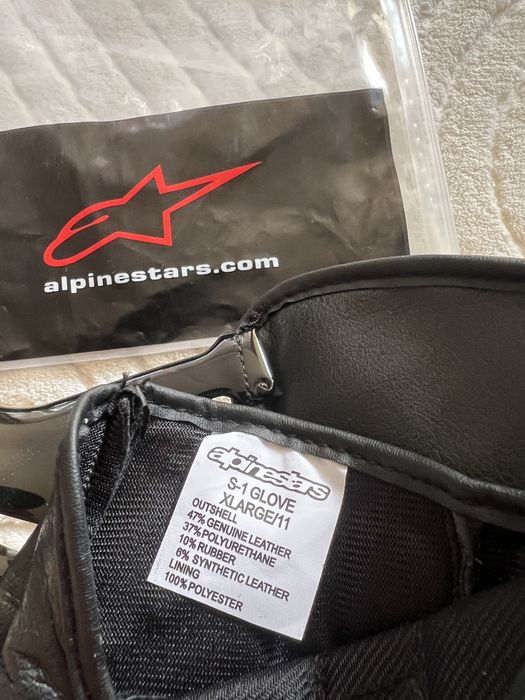 alpinestars.com
alpinestars
S-1 GLOVE
XLARGE/11
OUTSHELL
47% GENUINE LEATHER
37% POLYURETHANE
10% RUBBER
6% SYNTHETIC LEATHER
LINING
100% POLYESTER